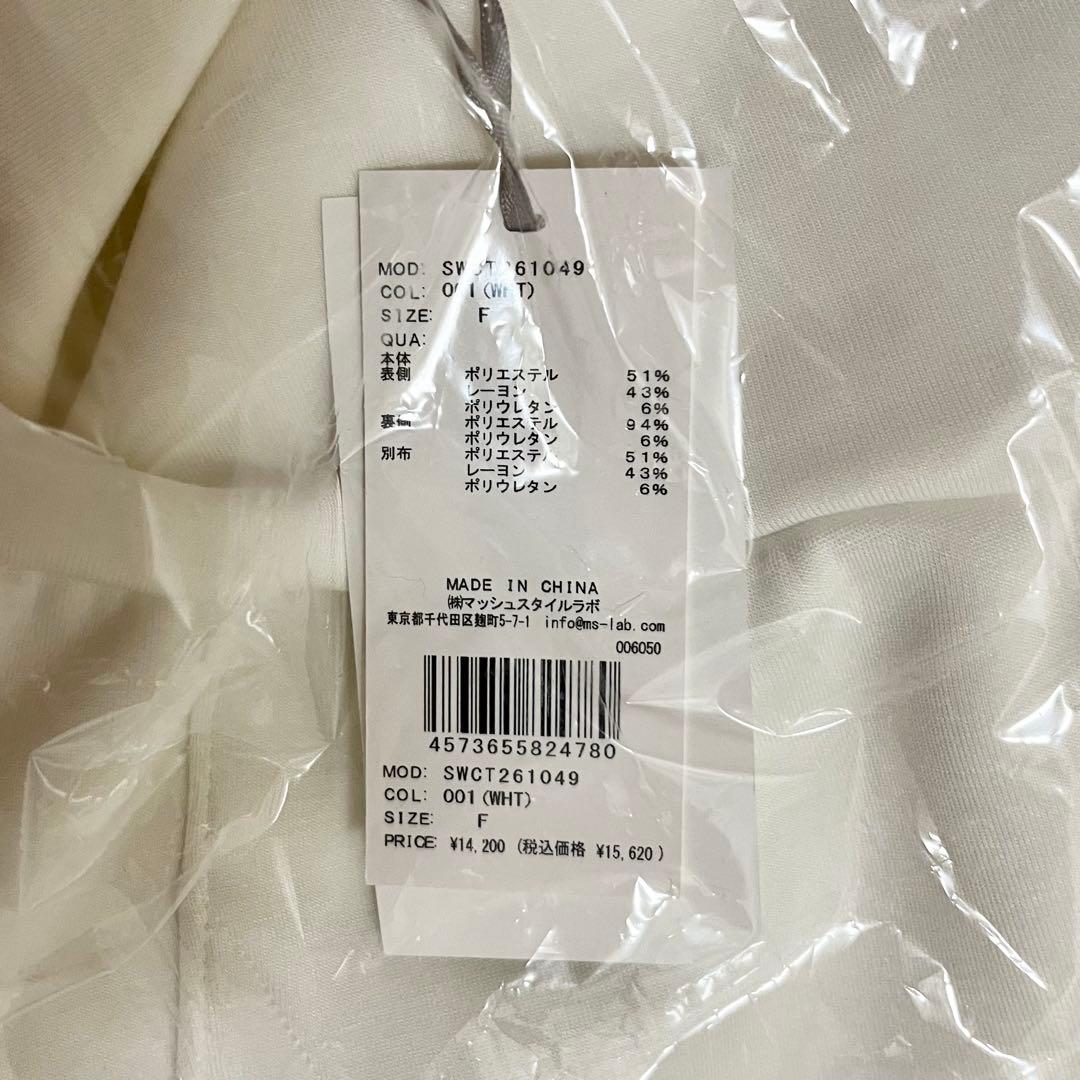 MOD: SWCT261049
COL: 001(WHT)
SIZE: F
QUA:
本体
表側 ポリエステル 51%
レーヨン 43%
ポリウレタン 6%
裏側 ポリエステル 94%
ポリウレタン 6%
別布 ポリエステル 51%
レーヨン 43%
ポリウレタン 6%
MADE IN CHINA
㈱マッシュスタイルラボ
東京都千代田区麹町5-7-1 info@ms-lab.com
006050
4573655824780
MOD: SWCT261049
COL: 001(WHT)
SIZE: F
PRICE: ¥14,200 (税込価格 ¥15,620)